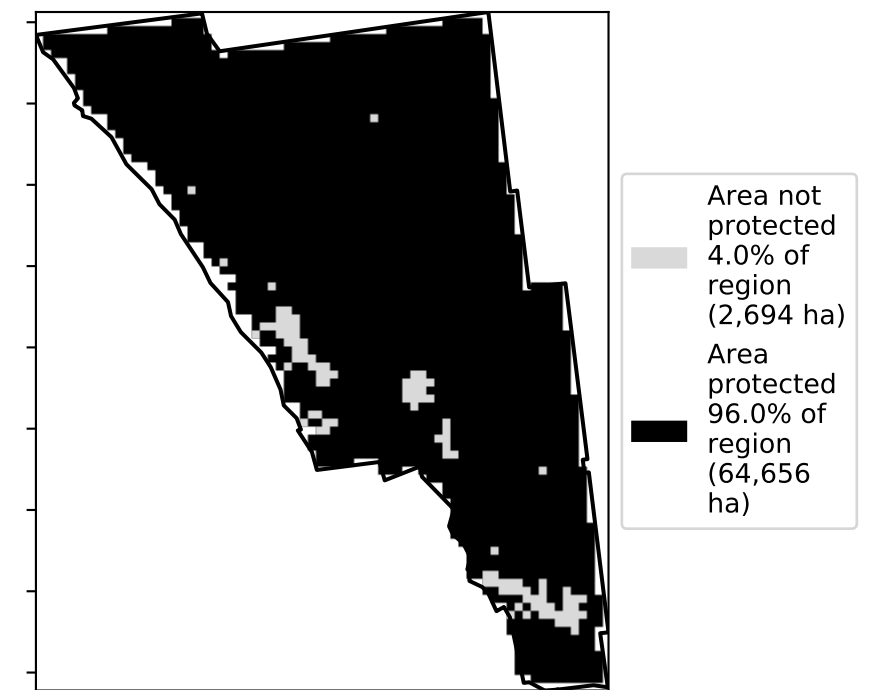 Area not
protected
4.0% of
region
(2,694 ha)
Area
protected
96.0% of
region
(64,656
ha)